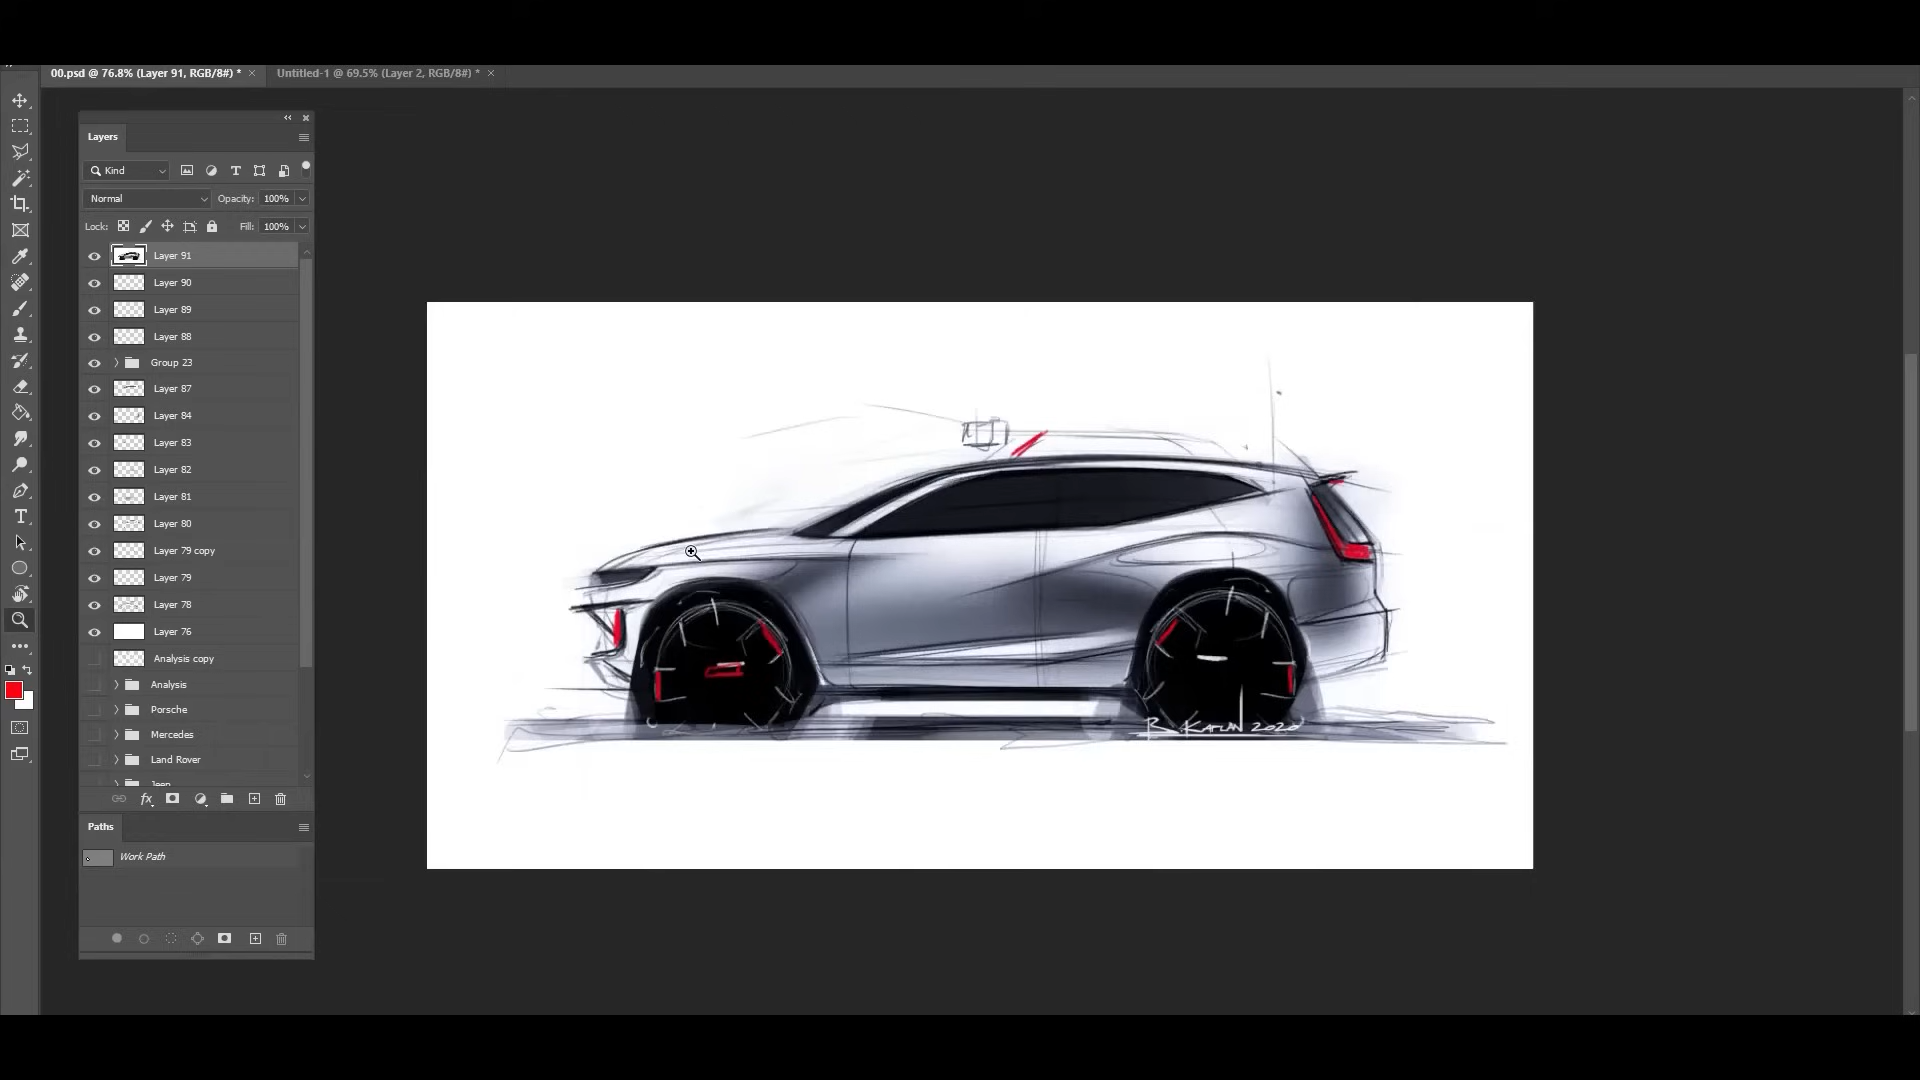 00.psd @ 76.8% (Layer 91, RGB/8#) *
Untitled-1 @ 69.5% (Layer 2, RGB/8#) *
Layers
Kind
Normal
Opacity: 100%
Lock:
Fill: 100%
Layer 91
Layer 90
Layer 89
Layer 88
Group 23
Layer 87
Layer 84
Layer 83
Layer 82
Layer 81
Layer 80
Layer 79 copy
Layer 79
Layer 78
Layer 76
Analysis copy
Analysis
Porsche
Mercedes
Land Rover
Jeep
fx
Paths
Work Path
R KAPLAN 2020